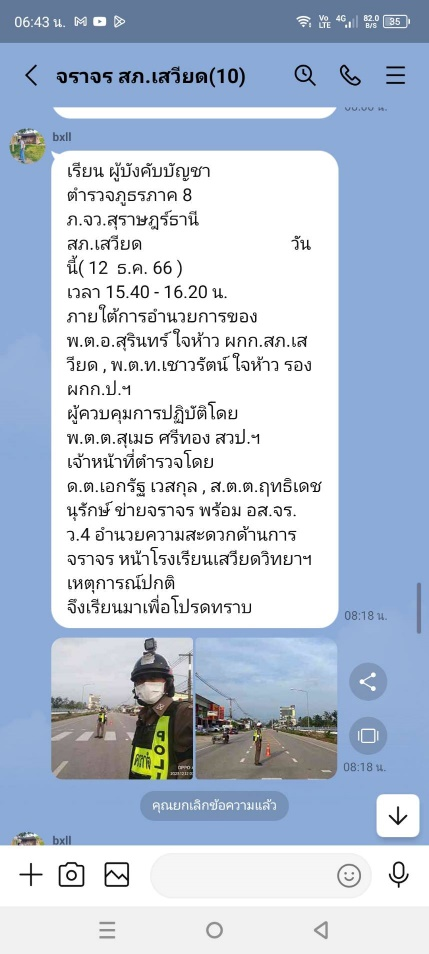 06:43 น.
Vo LTE 4G 82.0 B/S 35
จราจร สภ.เสวียด(10)
bxll
เรียน ผู้บังคับบัญชา
ตำรวจภูธรภาค 8
ภ.จว.สุราษฎร์ธานี
สภ.เสวียด วัน
นี้( 12 ธ.ค. 66 )
เวลา 15.40 - 16.20 น.
ภายใต้การอำนวยการของ
พ.ต.อ.สุรินทร์ ใจห้าว ผกก.สภ.เส
วียด , พ.ต.ท.เชาวรัตน์ ใจห้าว รอง
ผกก.ป.ฯ
ผู้ควบคุมการปฏิบัติโดย
พ.ต.ต.สุเมธ ศรีทอง สวป.ฯ
เจ้าหน้าที่ตำรวจโดย
ด.ต.เอกรัฐ เวสกุล , ส.ต.ต.ฤทธิเดช
นุรักษ์ ข่ายจราจร พร้อม อส.จร.
ว.4 อำนวยความสะดวกด้านการ
จราจร หน้าโรงเรียนเสวียดวิทยาฯ
เหตุการณ์ปกติ
จึงเรียนมาเพื่อโปรดทราบ
08:18 น.
08:18 น.
คุณยกเลิกข้อความแล้ว
bxll